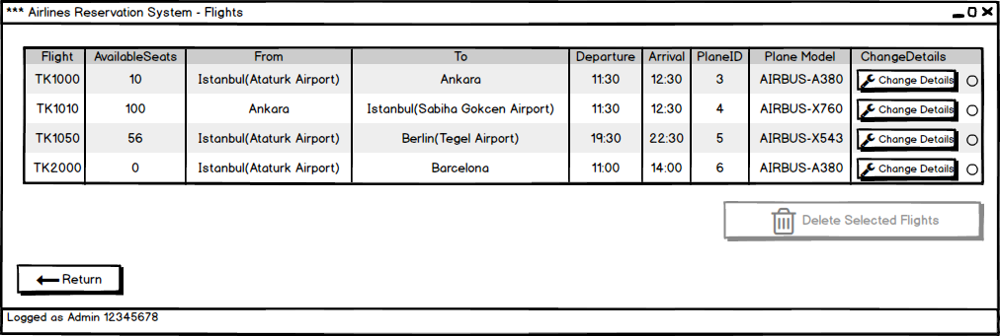 *** Airlines Reservation System - Flights
Flight AvailableSeats From To Departure Arrival PlaneID Plane Model ChangeDetails
TK1000 10 Istanbul(Ataturk Airport) Ankara 11:30 12:30 3 AIRBUS-A380 Change Details
TK1010 100 Ankara Istanbul(Sabiha Gokcen Airport) 11:30 12:30 4 AIRBUS-X760 Change Details
TK1050 56 Istanbul(Ataturk Airport) Berlin(Tegel Airport) 19:30 22:30 5 AIRBUS-X543 Change Details
TK2000 0 Istanbul(Ataturk Airport) Barcelona 11:00 14:00 6 AIRBUS-A380 Change Details
Delete Selected Flights
Return
Logged as Admin 12345678